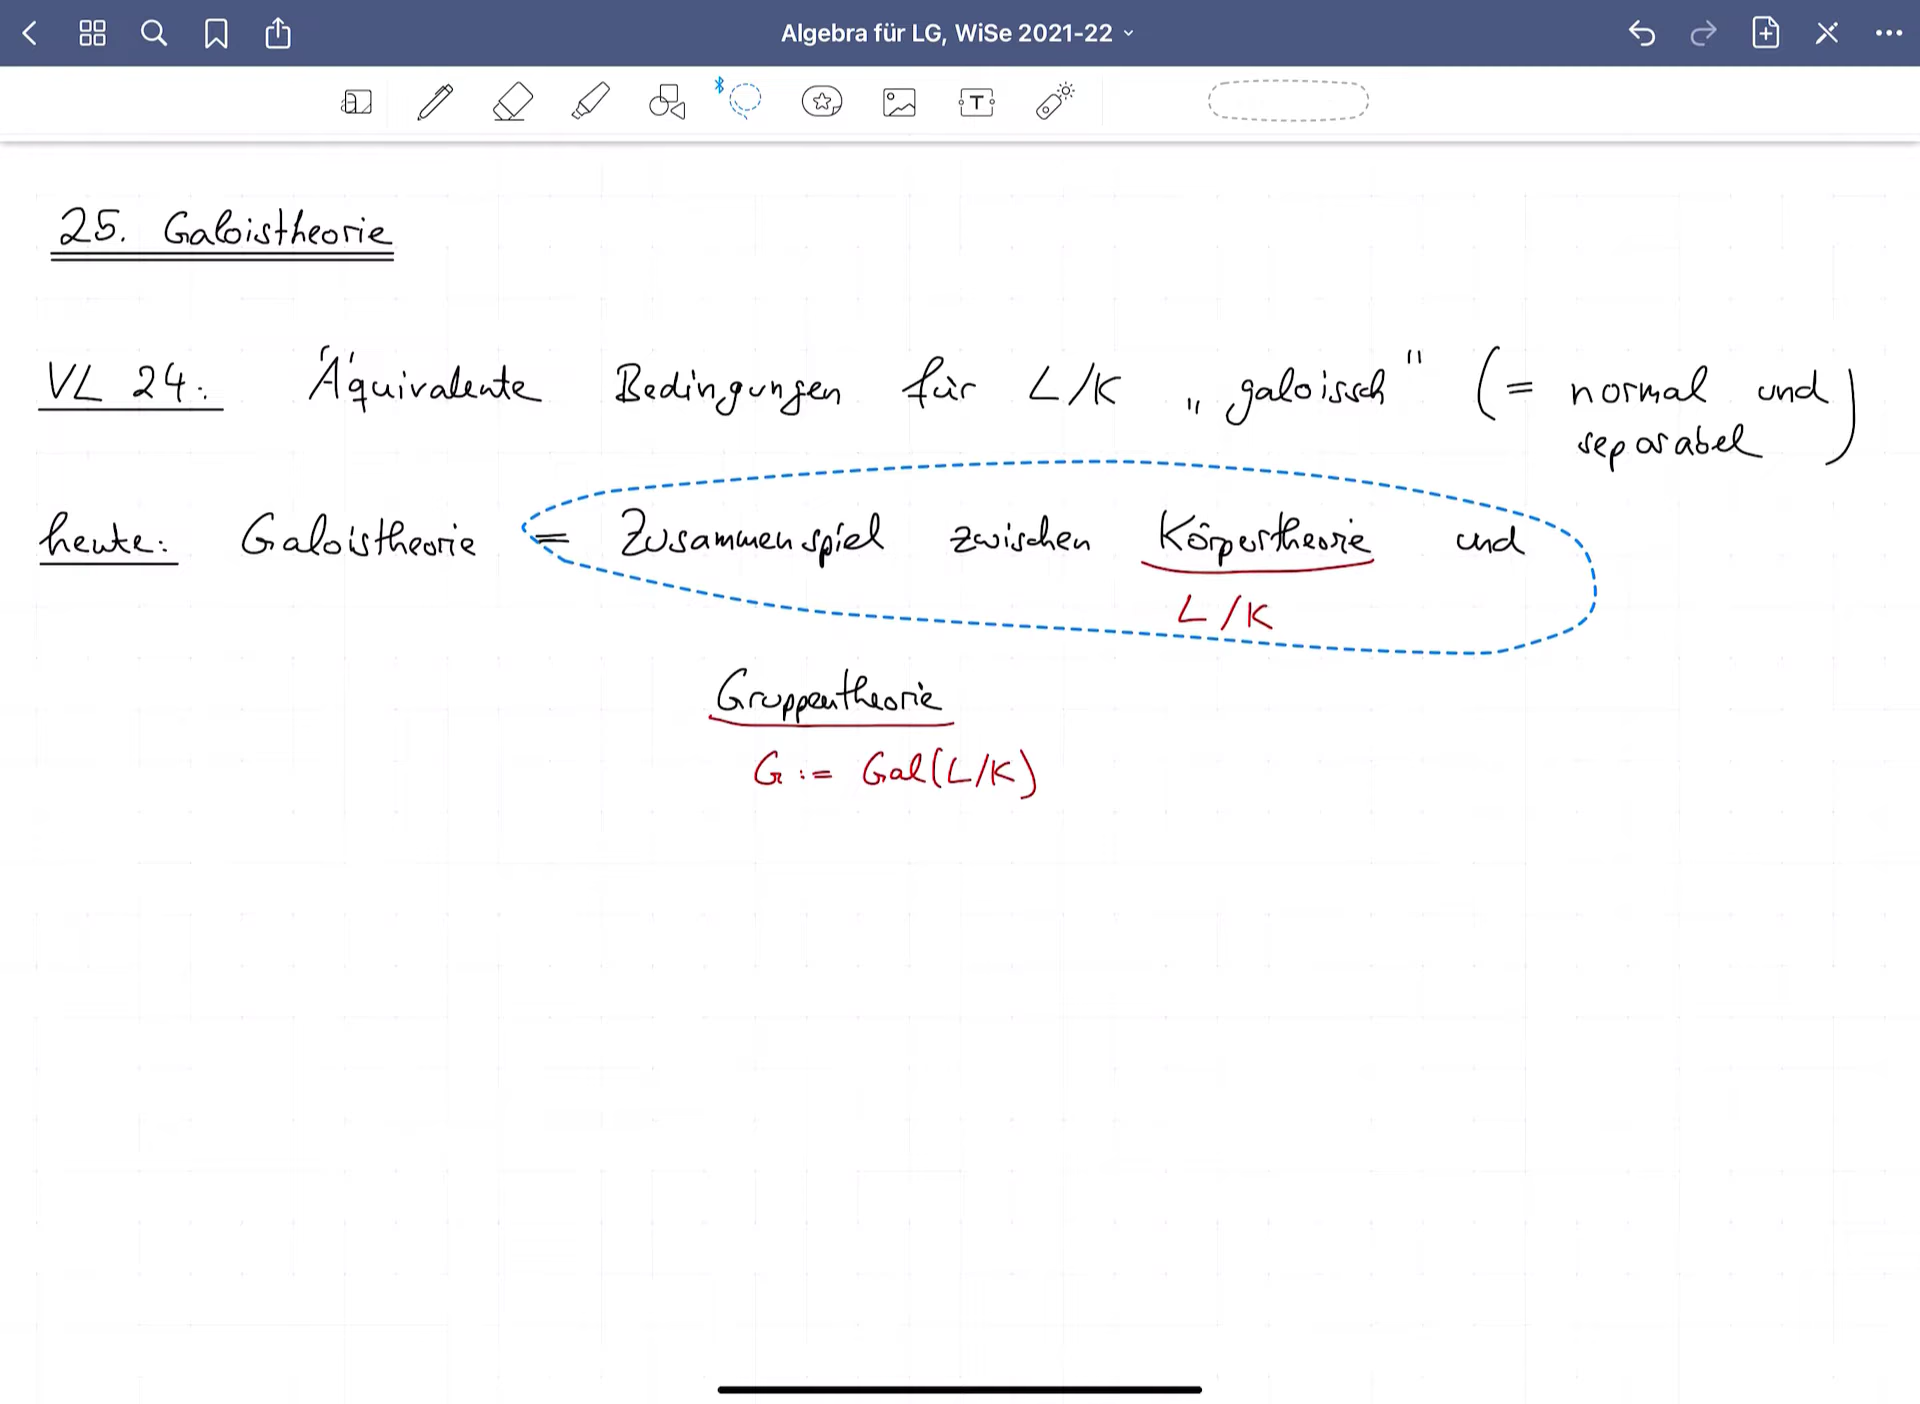 Algebra für LG, WiSe 2021-22
25. Galoistheorie
VL 24: Äquivalente Bedingungen für L/K „galoissch" (= normal und
separabel)
heute: Galoistheorie = Zusammenspiel zwischen Körpertheorie und
L/K
Gruppentheorie
G := Gal(L/K)